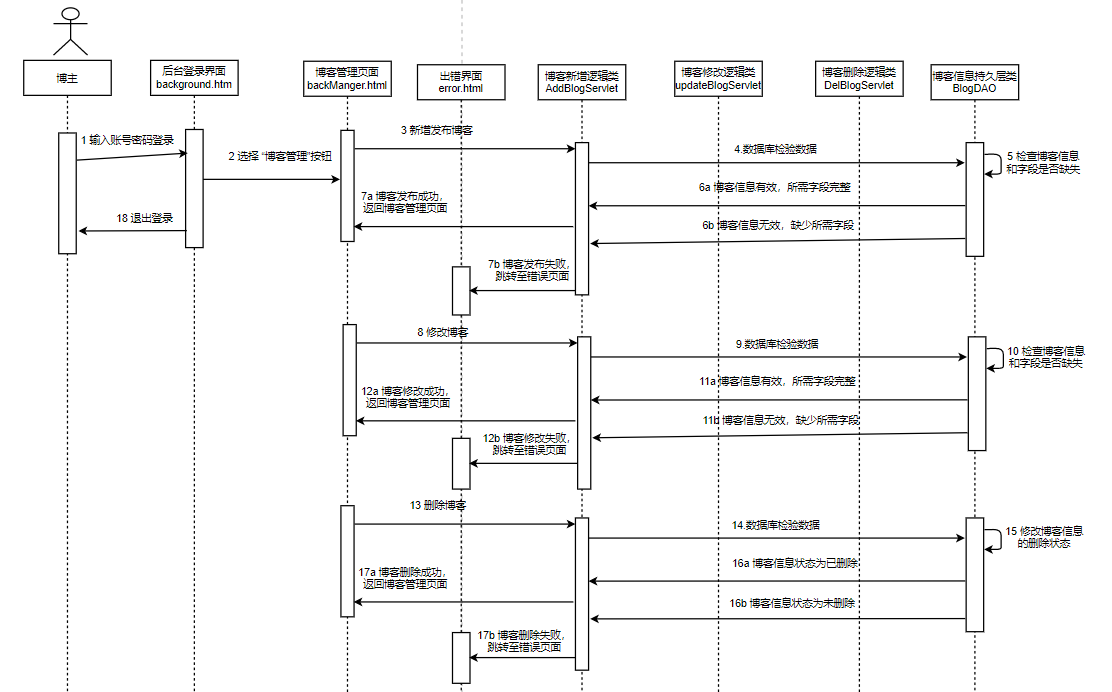 博主
后台登录界面
background.htm
博客管理页面
backManger.html
出错界面
error.html
博客新增逻辑类
AddBlogServlet
博客修改逻辑类
updateBlogServlet
博客删除逻辑类
DelBlogServlet
博客信息持久层类
BlogDAO
1 输入账号密码登录
2 选择 “博客管理”按钮
3 新增发布博客
4.数据库检验数据
5 检查博客信息
和字段是否缺失
6a 博客信息有效，所需字段完整
7a 博客发布成功，
返回博客管理页面
18 退出登录
6b 博客信息无效，缺少所需字段
7b 博客发布失败，
跳转至错误页面
8 修改博客
9.数据库检验数据
10 检查博客信息
和字段是否缺失
11a 博客信息有效，所需字段完整
12a 博客修改成功，
返回博客管理页面
11b 博客信息无效，缺少所需字段
12b 博客修改失败，
跳转至错误页面
13 删除博客
14.数据库检验数据
15 修改博客信息
的删除状态
16a 博客信息状态为已删除
17a 博客删除成功，
返回博客管理页面
16b 博客信息状态为未删除
17b 博客删除失败，
跳转至错误页面